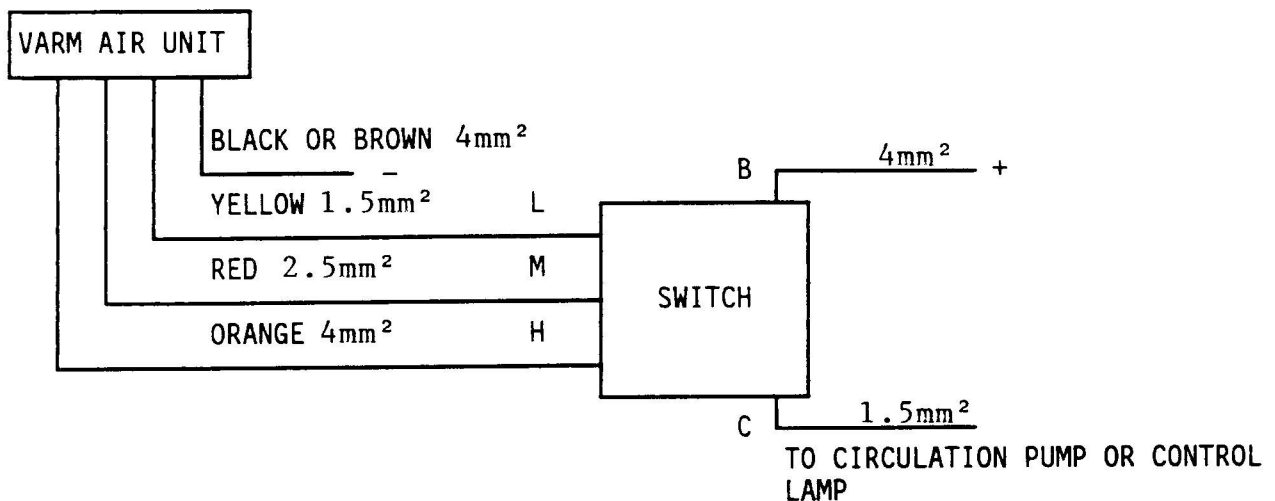 VARM AIR UNIT
BLACK OR BROWN 4mm²
−
B 4mm² +
YELLOW 1.5mm² L
RED 2.5mm² M
SWITCH
ORANGE 4mm² H
C 1.5mm²
TO CIRCULATION PUMP OR CONTROL
LAMP